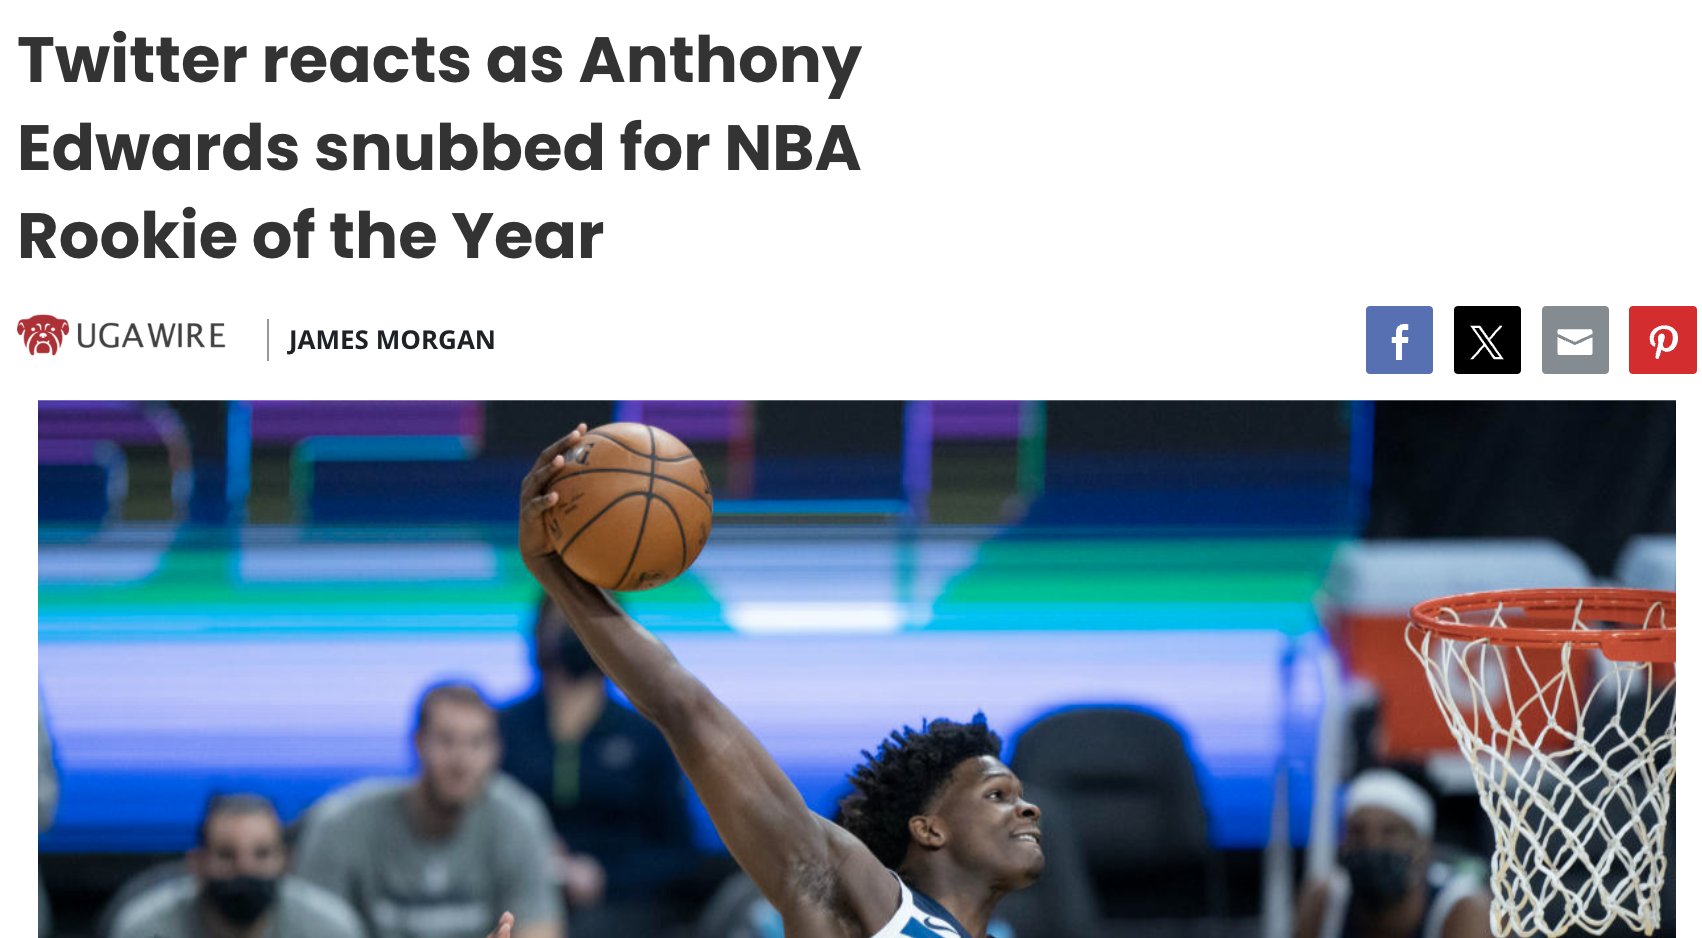 Twitter reacts as Anthony
Edwards snubbed for NBA
Rookie of the Year
UGAWIRE
JAMES MORGAN